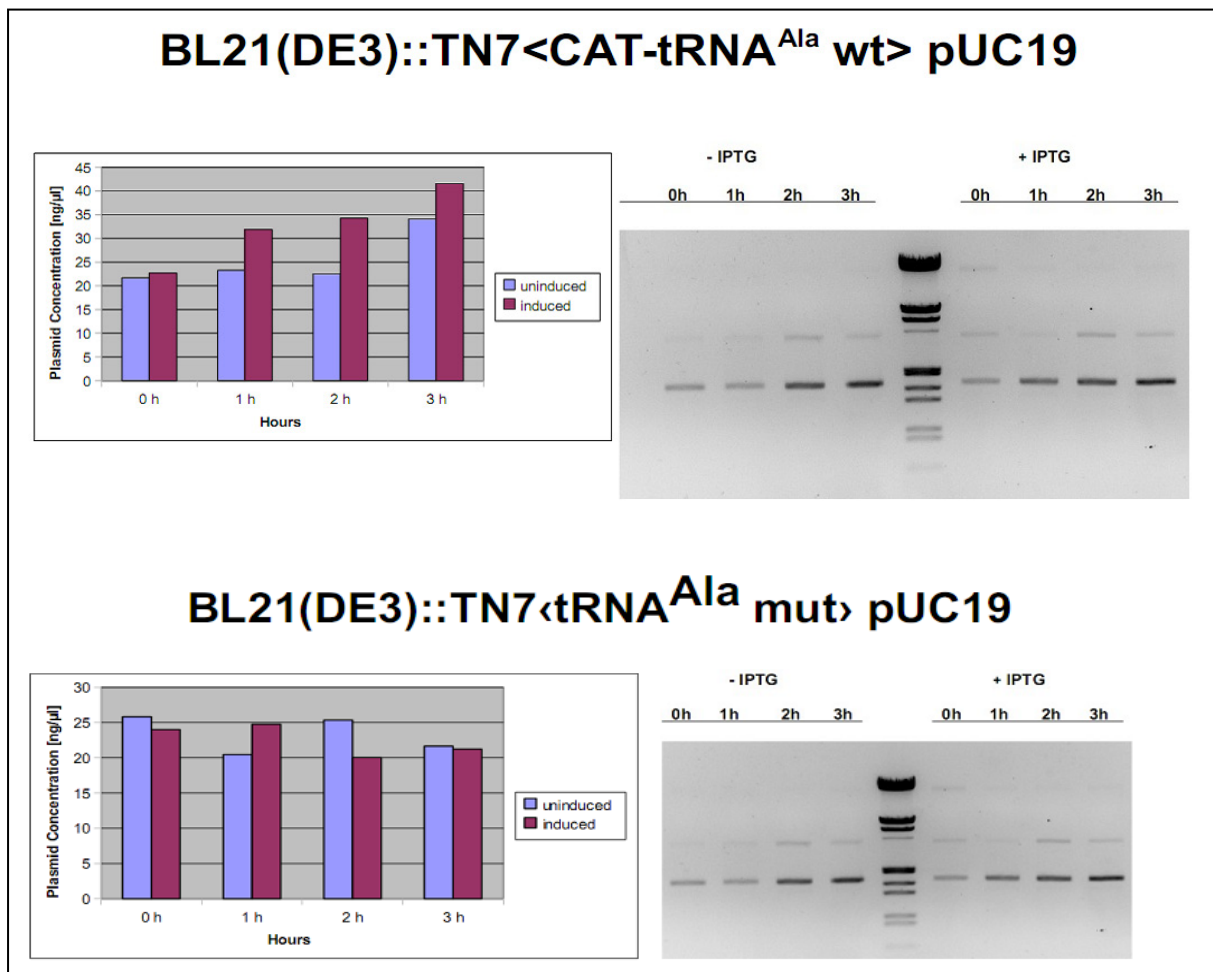 BL21(DE3)::TN7<CAT-tRNAAla wt> pUC19
- IPTG
+ IPTG
0h 1h 2h 3h
0h 1h 2h 3h
Plasmid Concentration [ng/µl]
45
40
35
30
25
20
15
10
5
0
0 h 1 h 2 h 3 h
Hours
uninduced
induced
BL21(DE3)::TN7‹tRNAAla mut› pUC19
- IPTG
+ IPTG
0h 1h 2h 3h
0h 1h 2h 3h
Plasmid Concentration [ng/µl]
30
25
20
15
10
5
0
0 h 1 h 2 h 3 h
Hours
uninduced
induced